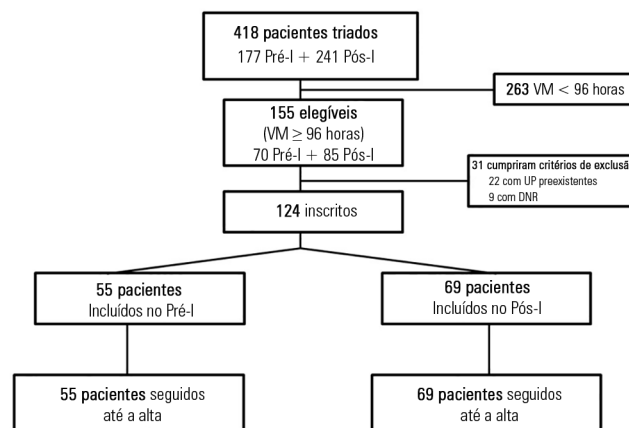 418 pacientes triados
177 Pré-I + 241 Pós-I
263 VM < 96 horas
155 elegíveis
(VM ≥ 96 horas)
70 Pré-I + 85 Pós-I
31 cumpriram critérios de exclusã
22 com UP preexistentes
9 com DNR
124 inscritos
55 pacientes
Incluídos no Pré-I
69 pacientes
Incluídos no Pós-I
55 pacientes seguidos
até a alta
69 pacientes seguidos
até a alta